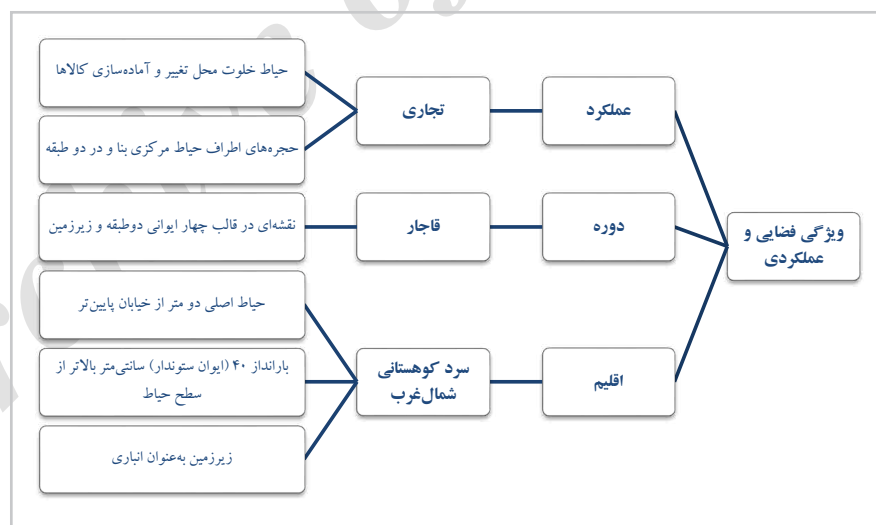 ویژگی فضایی و
عملکردی
عملکرد
تجاری
حیاط خلوت محل تغییر و آماده‌سازی کالاها
حجره‌های اطراف حیاط مرکزی بنا و در دو طبقه
دوره
قاجار
نقشه‌ای در قالب چهار ایوانی دوطبقه و زیرزمین
اقلیم
سرد کوهستانی
شمال‌غرب
حیاط اصلی دو متر از خیابان پایین‌تر
بارانداز ۴۰ (ایوان ستوندار) سانتی‌متر بالاتر از
سطح حیاط
زیرزمین به‌عنوان انباری